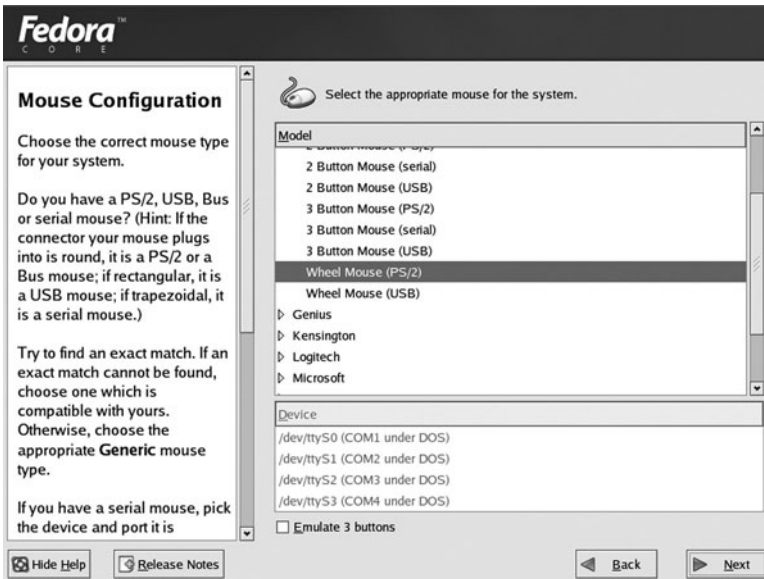 Fedora™
CORE
Mouse Configuration
Choose the correct mouse type
for your system.
Do you have a PS/2, USB, Bus
or serial mouse? (Hint: If the
connector your mouse plugs
into is round, it is a PS/2 or a
Bus mouse; if rectangular, it is
a USB mouse; if trapezoidal, it
is a serial mouse.)
Try to find an exact match. If an
exact match cannot be found,
choose one which is
compatible with yours.
Otherwise, choose the
appropriate Generic mouse
type.
If you have a serial mouse, pick
the device and port it is
Select the appropriate mouse for the system.
Model
2 Button Mouse (PS/2)
2 Button Mouse (serial)
2 Button Mouse (USB)
3 Button Mouse (PS/2)
3 Button Mouse (serial)
3 Button Mouse (USB)
Wheel Mouse (PS/2)
Wheel Mouse (USB)
Genius
Kensington
Logitech
Microsoft
Device
/dev/ttyS0 (COM1 under DOS)
/dev/ttyS1 (COM2 under DOS)
/dev/ttyS2 (COM3 under DOS)
/dev/ttyS3 (COM4 under DOS)
Emulate 3 buttons
Hide Help
Release Notes
Back
Next